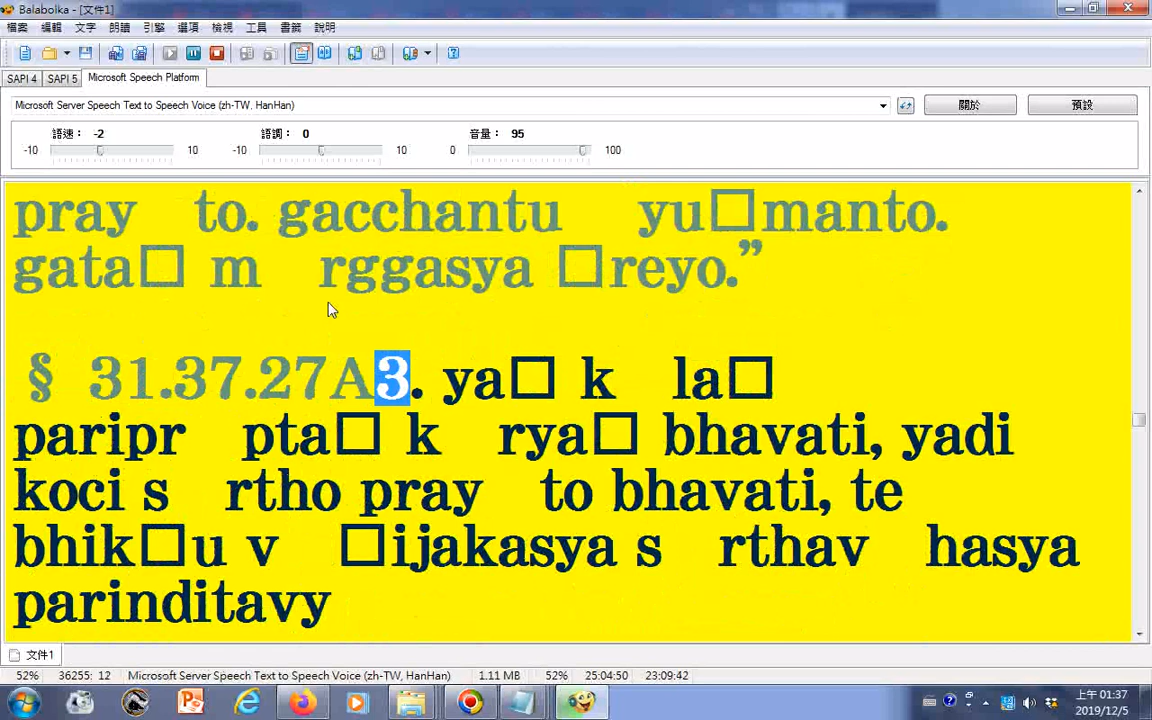 Balabolka - [文件1]
檔案 編輯 文字 朗讀 引擎 選項 檢視 工具 書籤 說明
SAPI 4 SAPI 5 Microsoft Speech Platform
Microsoft Server Speech Text to Speech Voice (zh-TW, HanHan) 關於 預設
語速： -2 語調： 0 音量： 95
-10 10 -10 10 0 100
pray to. gacchantu yu□manto.
gata□ m rggasya □reyo.”
§ 31.37.27A3. ya□ k la□
paripr pta□ k rya□ bhavati, yadi
koci s rtho pray to bhavati, te
bhik□u v □ijakasya s rthav hasya
parinditavy
文件1
52% 36255: 12 Microsoft Server Speech Text to Speech Voice (zh-TW, HanHan) 1.11 MB 52% 25:04:50 23:09:42
上午 01:37
2019/12/5